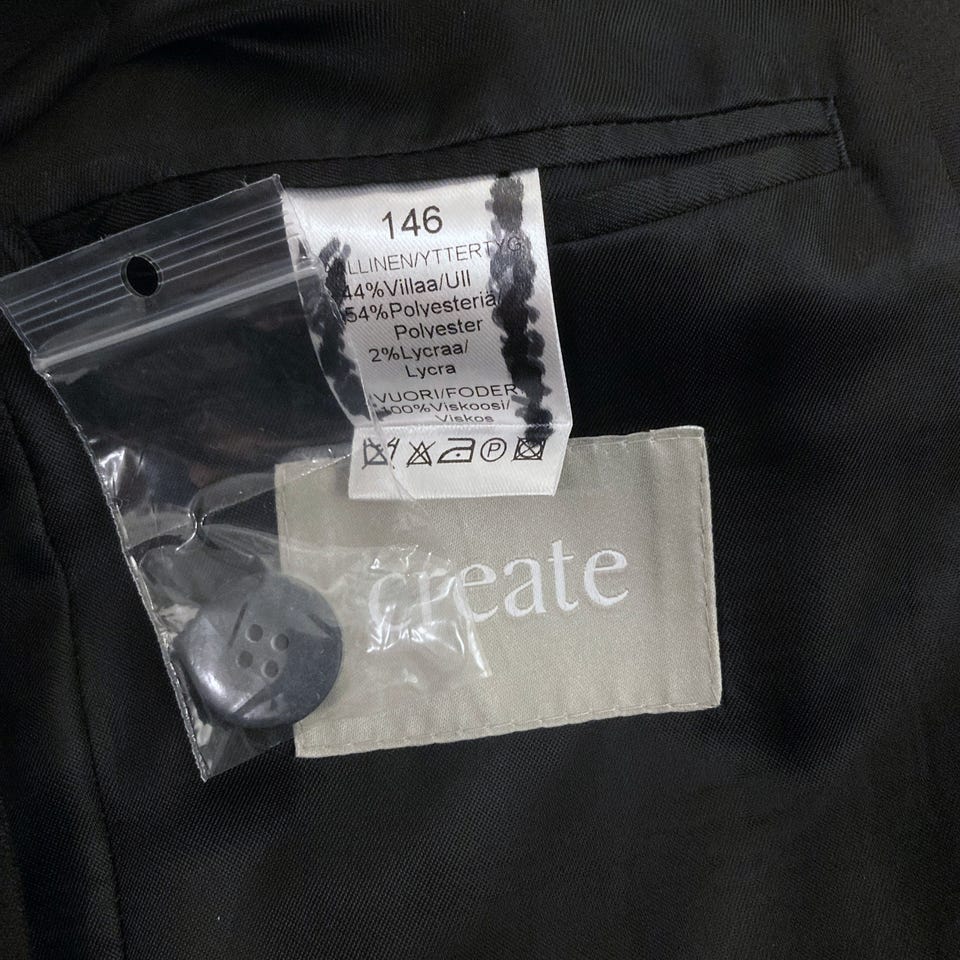 146
LLINEN/YTTERTYG
44%Villaa/Ull
54%Polyesteriä/
Polyester
2%Lycraa/
Lycra
VUORI/FODER
100%Viskoosi/
Viskos
P
create